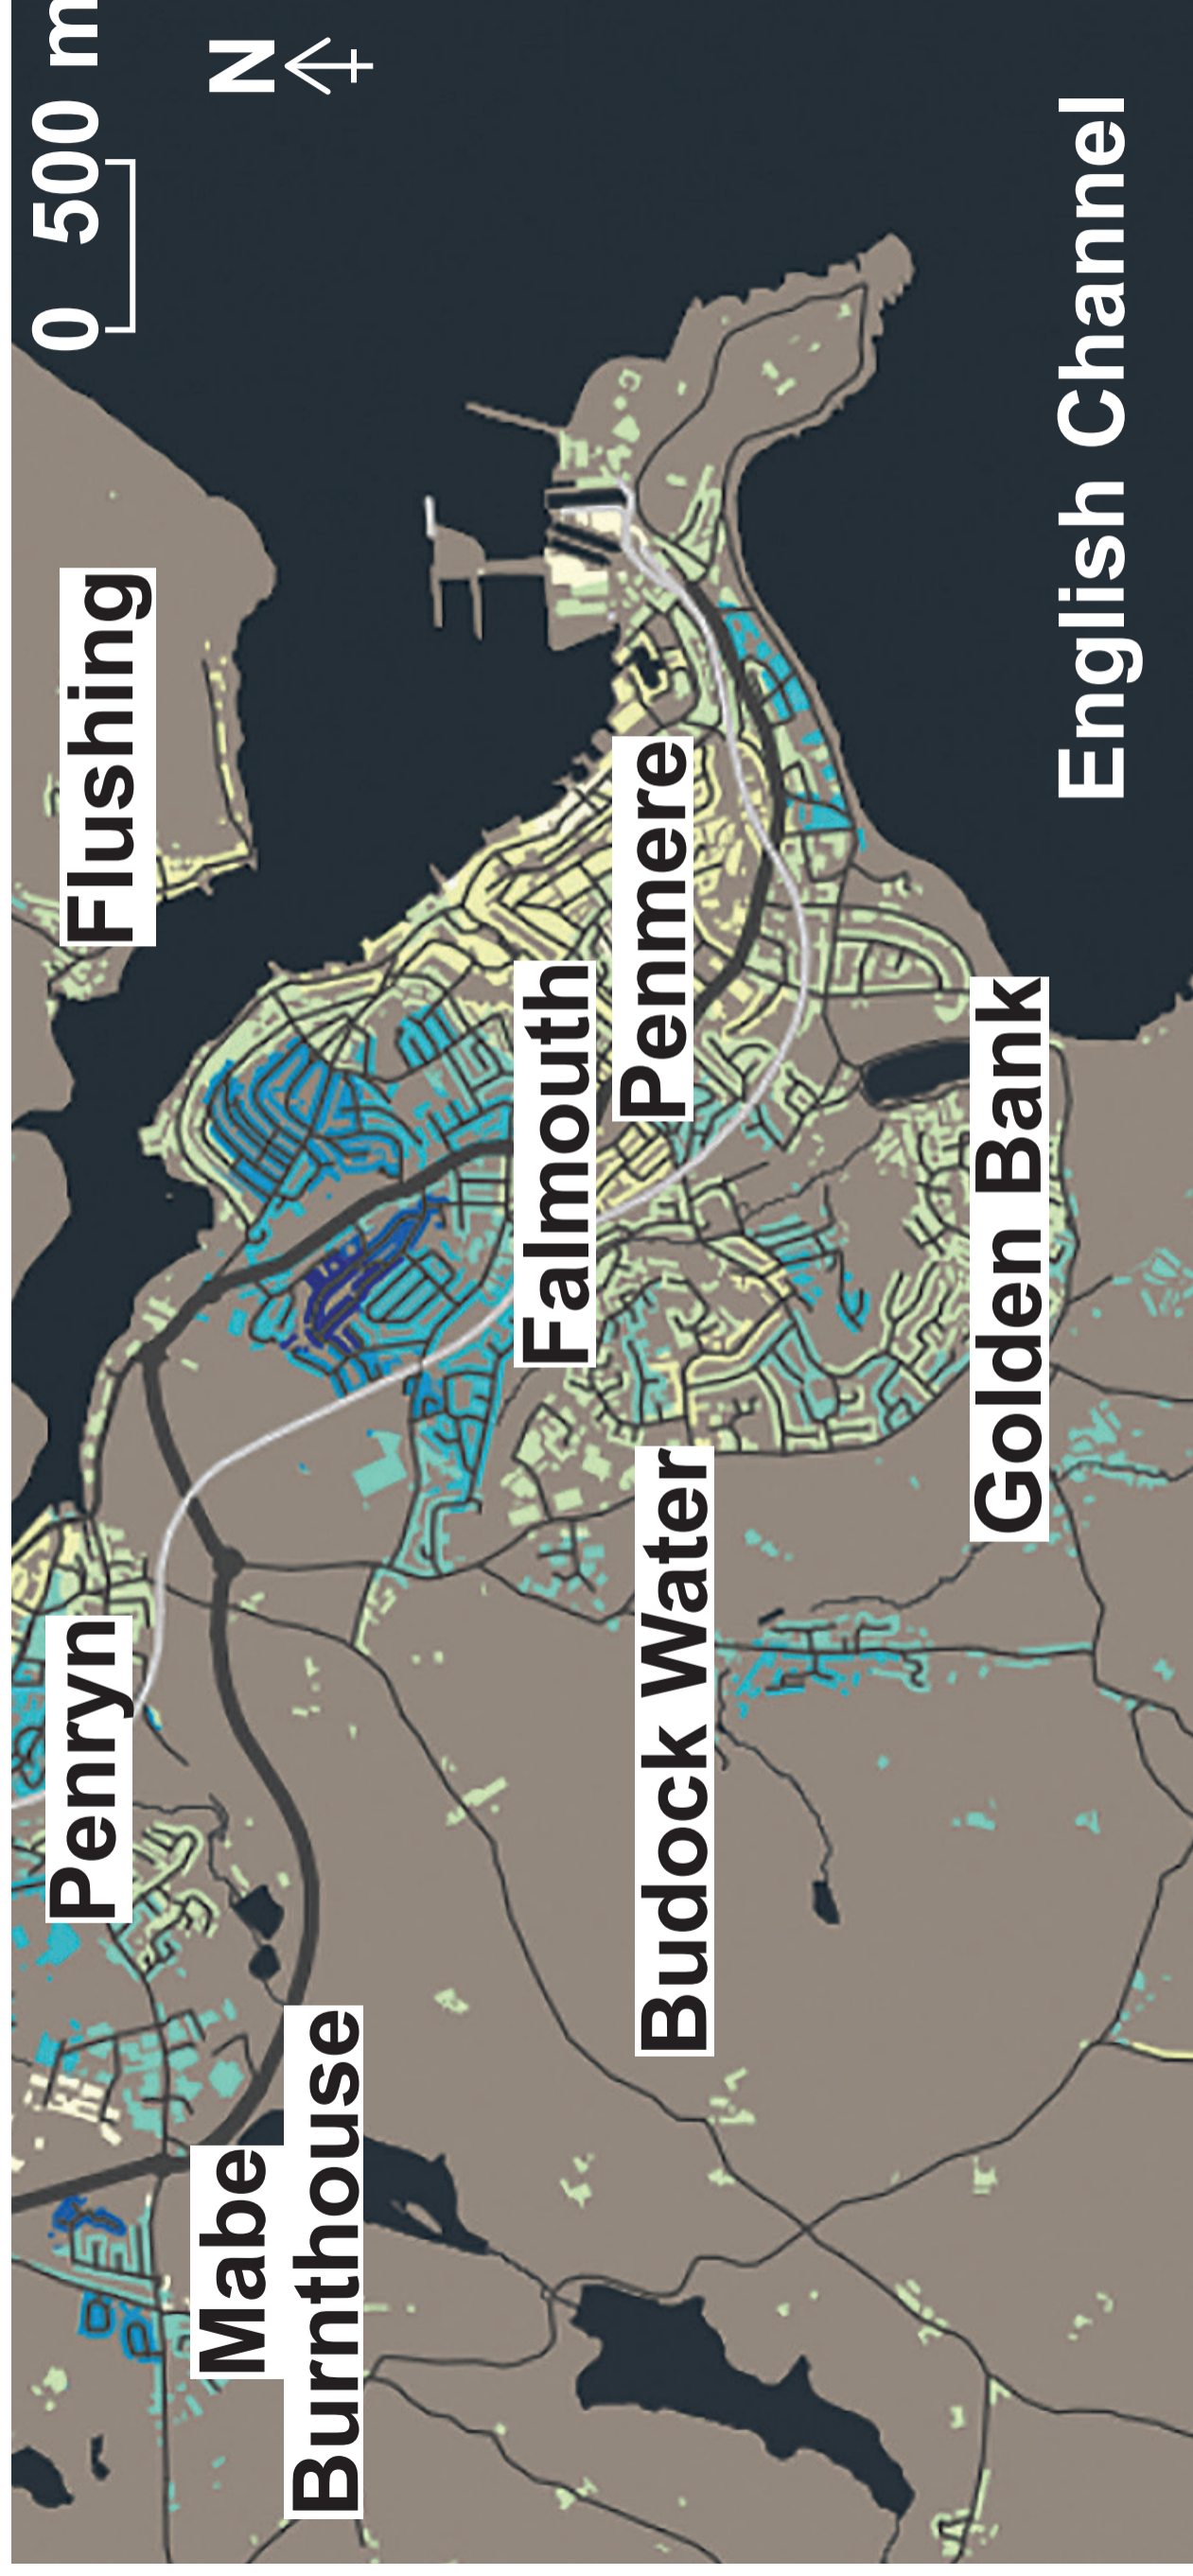 0 500 m
N
Flushing
Penryn
Mabe
Burnthouse
Falmouth
Penmere
Budock Water
Golden Bank
English Channel